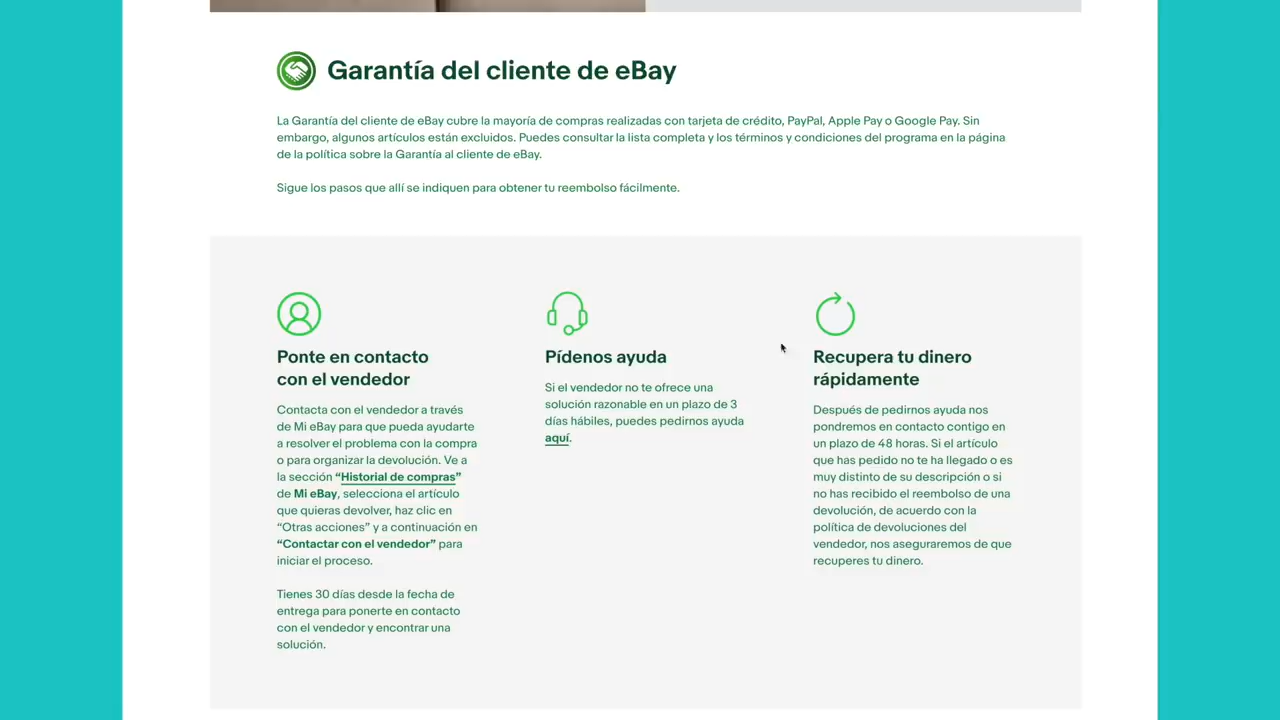 Garantía del cliente de eBay
La Garantía del cliente de eBay cubre la mayoría de compras realizadas con tarjeta de crédito, PayPal, Apple Pay o Google Pay. Sin
embargo, algunos artículos están excluidos. Puedes consultar la lista completa y los términos y condiciones del programa en la página
de la política sobre la Garantía al cliente de eBay.
Sigue los pasos que allí se indiquen para obtener tu reembolso fácilmente.
Ponte en contacto
con el vendedor
Contacta con el vendedor a través
de Mi eBay para que pueda ayudarte
a resolver el problema con la compra
o para organizar la devolución. Ve a
la sección “Historial de compras”
de Mi eBay, selecciona el artículo
que quieras devolver, haz clic en
“Otras acciones” y a continuación en
“Contactar con el vendedor” para
iniciar el proceso.
Tienes 30 días desde la fecha de
entrega para ponerte en contacto
con el vendedor y encontrar una
solución.
Pídenos ayuda
Si el vendedor no te ofrece una
solución razonable en un plazo de 3
días hábiles, puedes pedirnos ayuda
aquí.
Recupera tu dinero
rápidamente
Después de pedirnos ayuda nos
pondremos en contacto contigo en
un plazo de 48 horas. Si el artículo
que has pedido no te ha llegado o es
muy distinto de su descripción o si
no has recibido el reembolso de una
devolución, de acuerdo con la
política de devoluciones del
vendedor, nos aseguraremos de que
recuperes tu dinero.